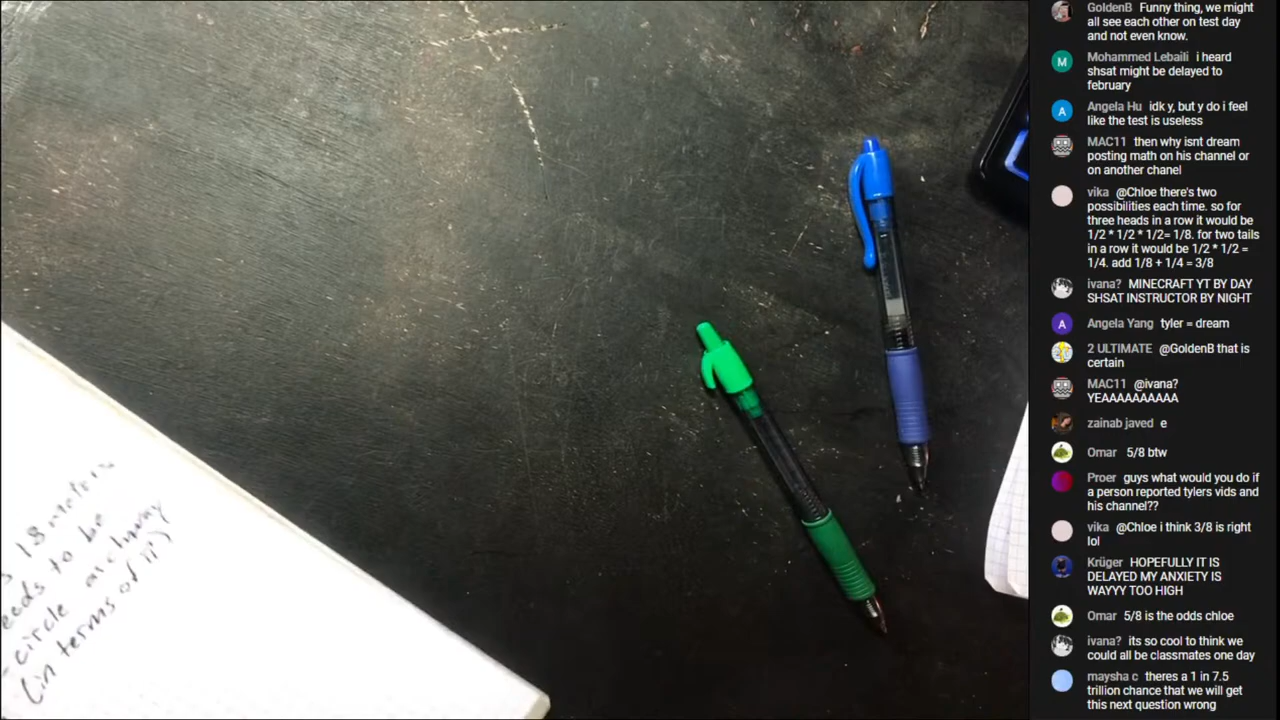 18 meters
eeds to be
circle archway
(in terms of π)
GoldenB Funny thing, we might
all see each other on test day
and not even know.
Mohammed Lebaili i heard
shsat might be delayed to
february
Angela Hu idk y, but y do i feel
like the test is useless
MAC11 then why isnt dream
posting math on his channel or
on another chanel
vika @Chloe there's two
possibilities each time. so for
three heads in a row it would be
1/2 * 1/2 * 1/2= 1/8. for two tails
in a row it would be 1/2 * 1/2 =
1/4. add 1/8 + 1/4 = 3/8
ivana? MINECRAFT YT BY DAY
SHSAT INSTRUCTOR BY NIGHT
Angela Yang tyler = dream
2 ULTIMATE @GoldenB that is
certain
MAC11 @ivana?
YEAAAAAAAAAA
zainab javed e
Omar 5/8 btw
Proer guys what would you do if
a person reported tylers vids and
his channel??
vika @Chloe i think 3/8 is right
lol
Krüger HOPEFULLY IT IS
DELAYED MY ANXIETY IS
WAYYY TOO HIGH
Omar 5/8 is the odds chloe
ivana? its so cool to think we
could all be classmates one day
maysha c theres a 1 in 7.5
trillion chance that we will get
this next question wrong